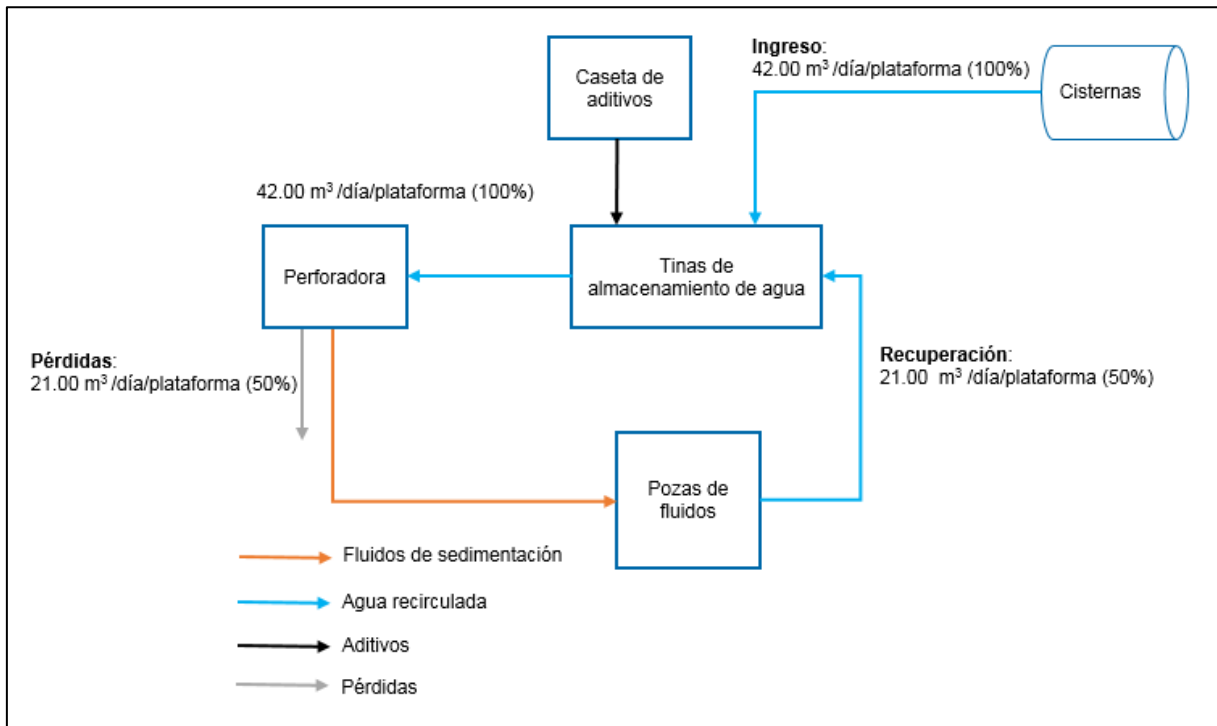 Ingreso:
42.00 m³ /día/plataforma (100%)
Caseta de
aditivos
Cisternas
42.00 m³ /día/plataforma (100%)
Perforadora
Tinas de
almacenamiento de agua
Pérdidas:
21.00 m³ /día/plataforma (50%)
Recuperación:
21.00 m³ /día/plataforma (50%)
Pozas de
fluidos
Fluidos de sedimentación
Agua recirculada
Aditivos
Pérdidas